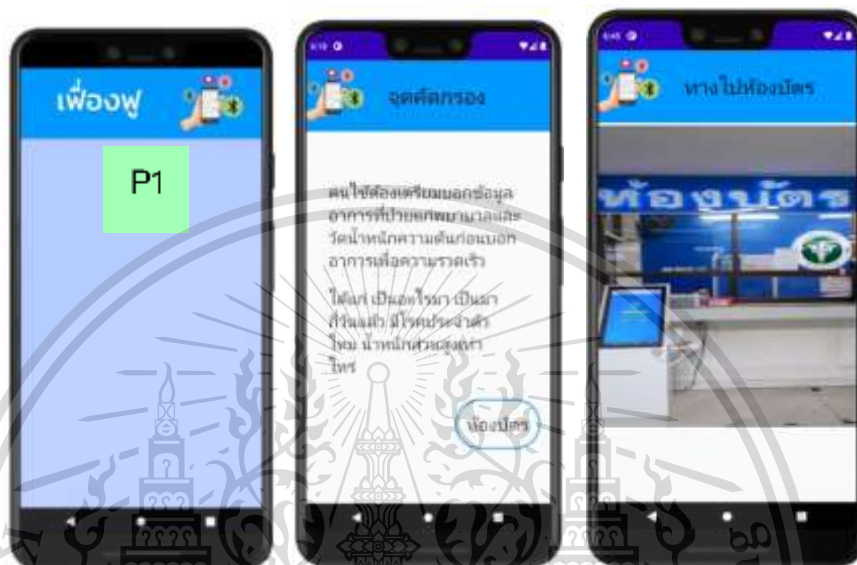 เฟื่องฟู
P1
จุดคัดกรอง
คนไข้ต้องเตรียมบอกข้อมูล
อาการที่ป่วยแก่พยาบาลและ
วัดน้ำหนักความดันก่อนบอก
อาการเพื่อความรวดเร็ว
ได้แก่ เป็นอะไรมา เป็นมา
กี่วันแล้ว มีโรคประจำตัว
ไหม น้ำหนักส่วนสูงเท่า
ไหร่
ห้องบัตร
ทางไปห้องบัตร
ห้องบัตร